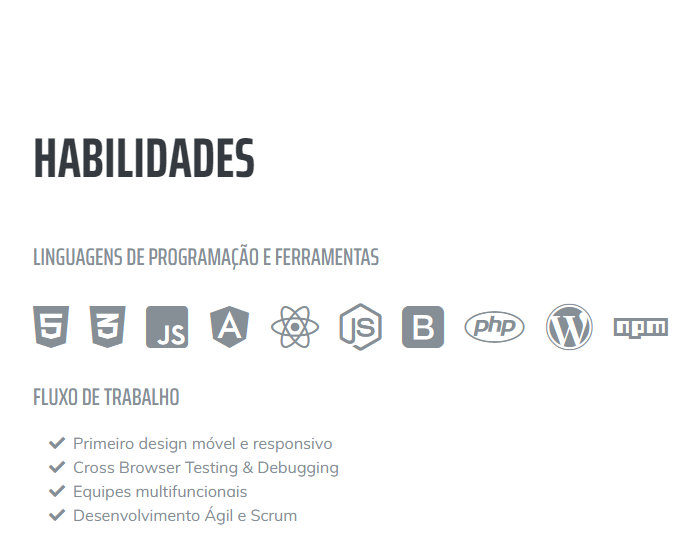 HABILIDADES
LINGUAGENS DE PROGRAMAÇÃO E FERRAMENTAS
5 3 JS A JS B php W npm
FLUXO DE TRABALHO
Primeiro design móvel e responsivo
Cross Browser Testing & Debugging
Equipes multifuncionais
Desenvolvimento Ágil e Scrum